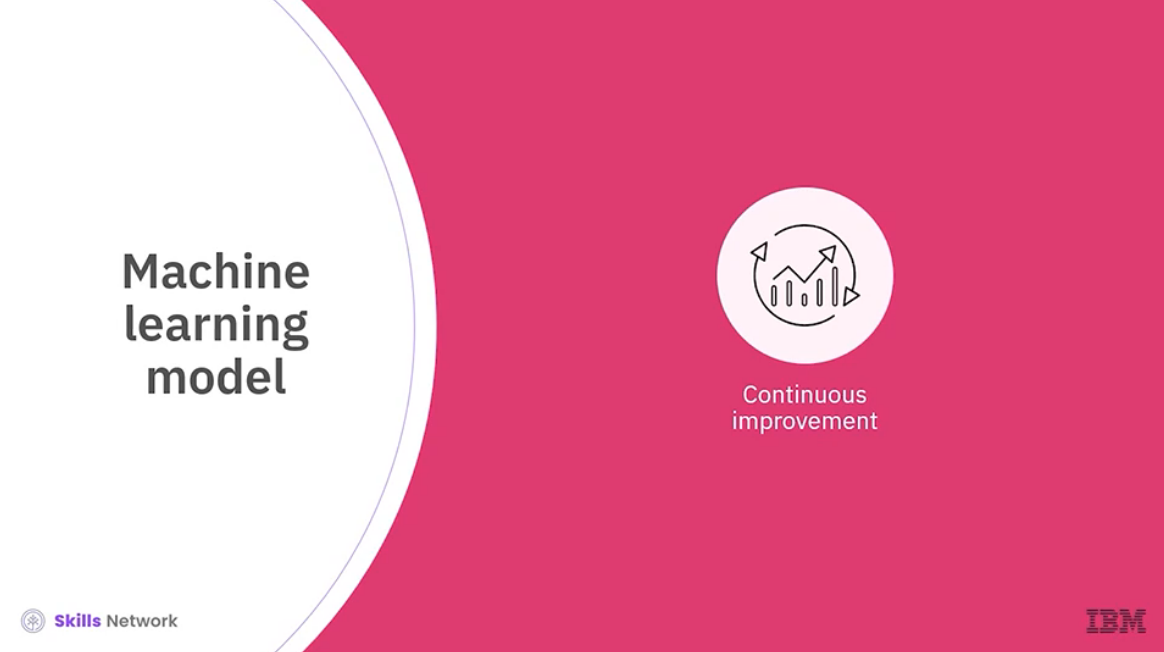 Machine
learning
model
Continuous
improvement
Skills Network
IBM